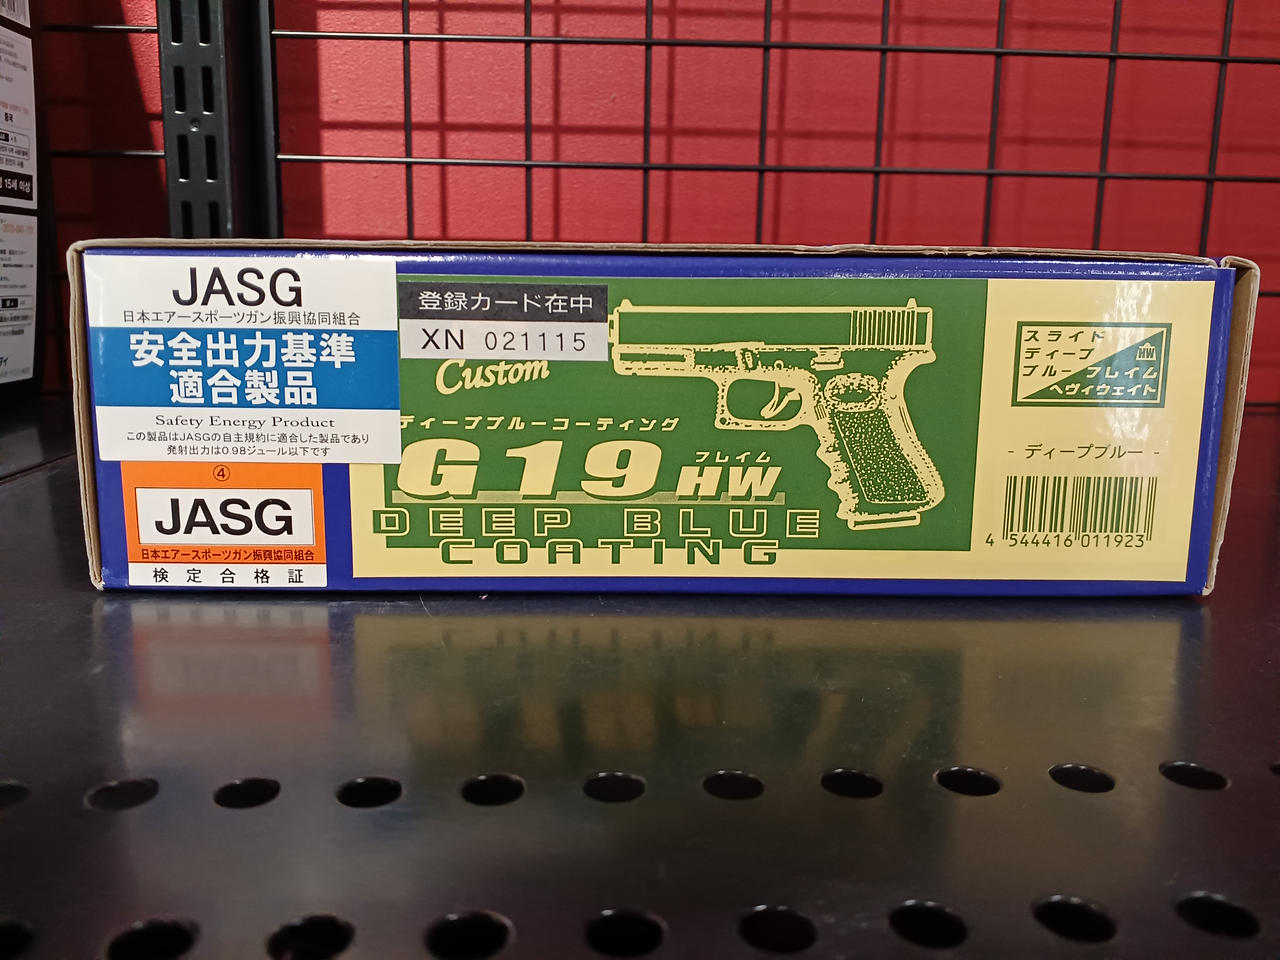 JASG
日本エアースポーツガン振興協同組合
安全出力基準
適合製品
Safety Energy Product
この製品はJASGの自主規約に適合した製品であり
発射出力は0.98ジュール以下です
④
JASG
日本エアースポーツガン振興協同組合
検定合格証
登録カード在中
XN 021115
Custom
ディープブルーコーティング
フレイム
G19 HW
DEEP BLUE
COATING
スライド
ディープ
ブルー フレイム
HW
ヘヴィウェイト
- ディープブルー -
4 544416 011923
15세 이상